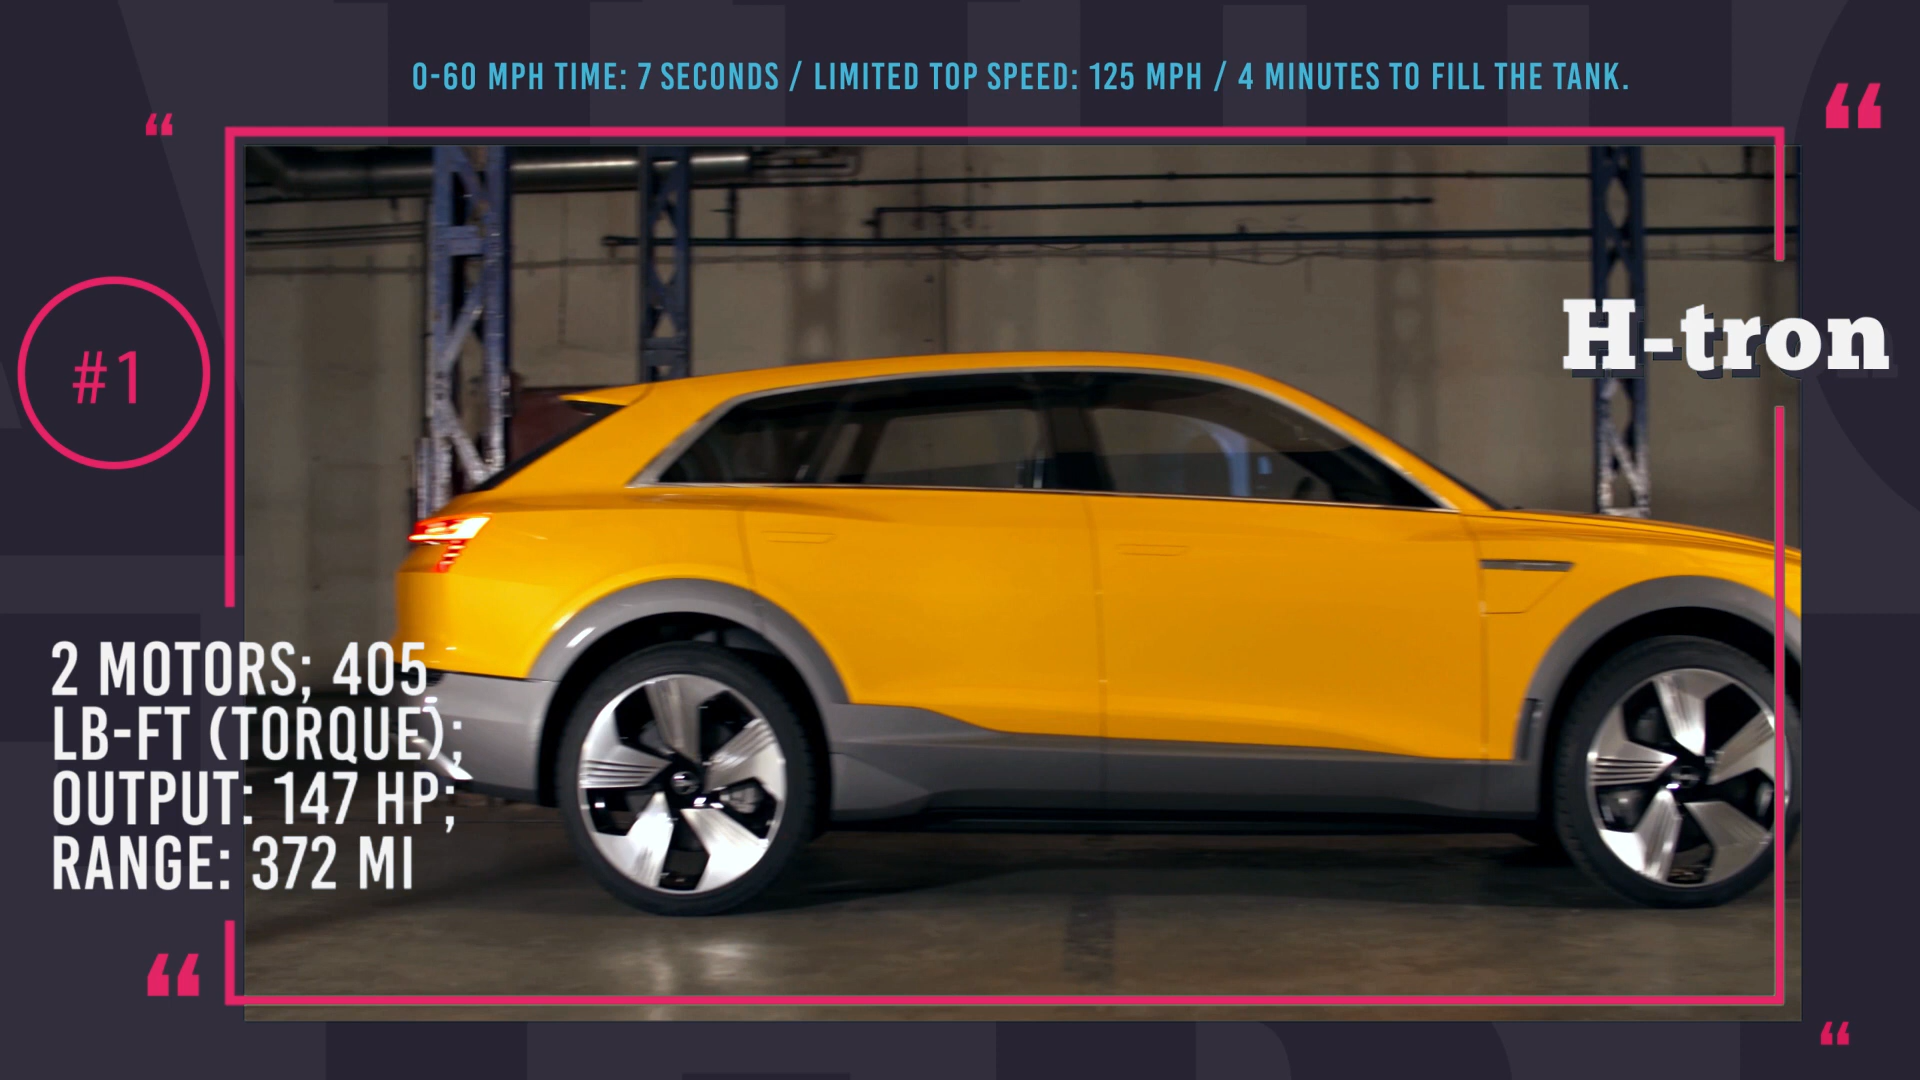 0-60 MPH TIME: 7 SECONDS / LIMITED TOP SPEED: 125 MPH / 4 MINUTES TO FILL THE TANK.
#1
H-tron
2 MOTORS; 405
LB-FT (TORQUE);
OUTPUT: 147 HP;
RANGE: 372 MI